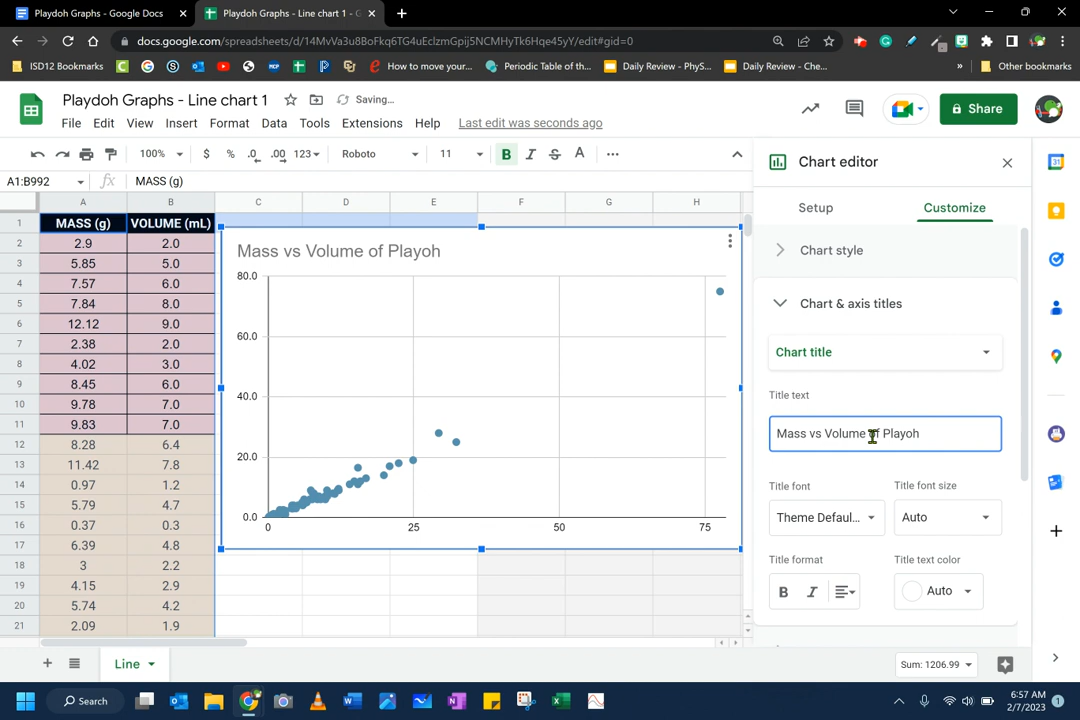 Playdoh Graphs - Google Docs
Playdoh Graphs - Line chart 1 - G
docs.google.com/spreadsheets/d/14MvVa3u8BoFkq6TG4uEclzmGpij5NCMHyTk6Hqe45yY/edit#gid=0
ISD12 Bookmarks
How to move your...
Periodic Table of th...
Daily Review - PhyS...
Daily Review - Che...
»
Other bookmarks
Playdoh Graphs - Line chart 1
Saving...
Share
File Edit View Insert Format Data Tools Extensions Help Last edit was seconds ago
100% $ % .0 .00 123 Roboto 11 B I S A
A1:B992 fx MASS (g)
A B C D E F G H
1 MASS (g) VOLUME (mL)
2 2.9 2.0
3 5.85 5.0
4 7.57 6.0
5 7.84 8.0
6 12.12 9.0
7 2.38 2.0
8 4.02 3.0
9 8.45 6.0
10 9.78 7.0
11 9.83 7.0
12 8.28 6.4
13 11.42 7.8
14 0.97 1.2
15 5.79 4.7
16 0.37 0.3
17 6.39 4.8
18 3 2.2
19 4.15 2.9
20 5.74 4.2
21 2.09 1.9
Mass vs Volume of Playoh
80.0
60.0
40.0
20.0
0.0
0 25 50 75
Chart editor
Setup Customize
Chart style
Chart & axis titles
Chart title
Title text
Mass vs Volume of Playoh
Title font Title font size
Theme Defaul... Auto
Title format Title text color
B I Auto
Line
Sum: 1206.99
Search
6:57 AM
2/7/2023
1